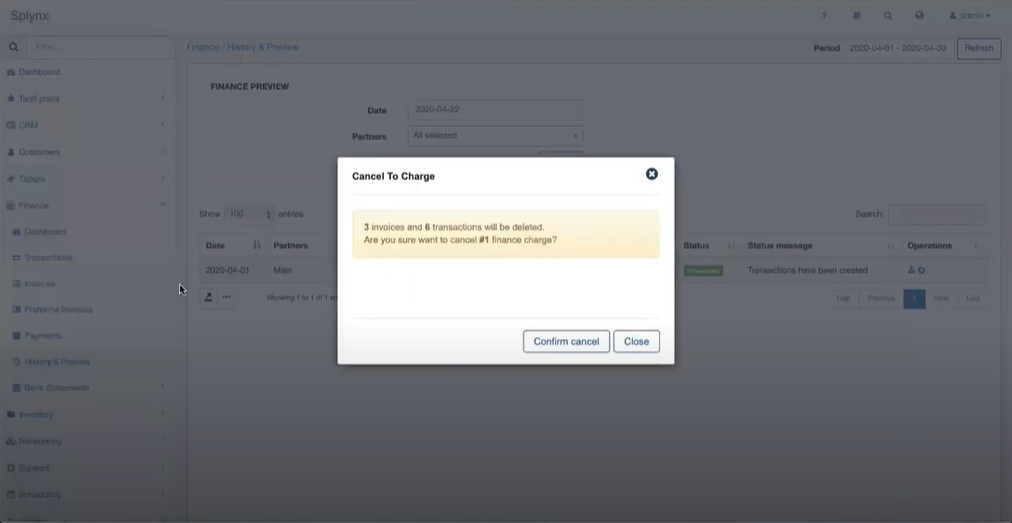 Splynx
?
admin
Filter...
Finance / History & Preview
Period 2020-04-01 - 2020-04-30 Refresh
Dashboard
Tariff plans
CRM
Customers
Tickets
Finance
Dashboard
Transactions
Invoices
Proforma Invoices
Payments
History & Preview
Bank Statements
Inventory
Networking
Support
Scheduling
FINANCE PREVIEW
Date 2020-04-22
Partners All selected
Show 100 entries
Search:
Date Partners Status Status message Operations
2020-04-01 Main Processed Transactions have been created
Showing 1 to 1 of 1
First Previous 1 Next Last
Cancel To Charge
3 invoices and 6 transactions will be deleted.
Are you sure want to cancel #1 finance charge?
Confirm cancel Close